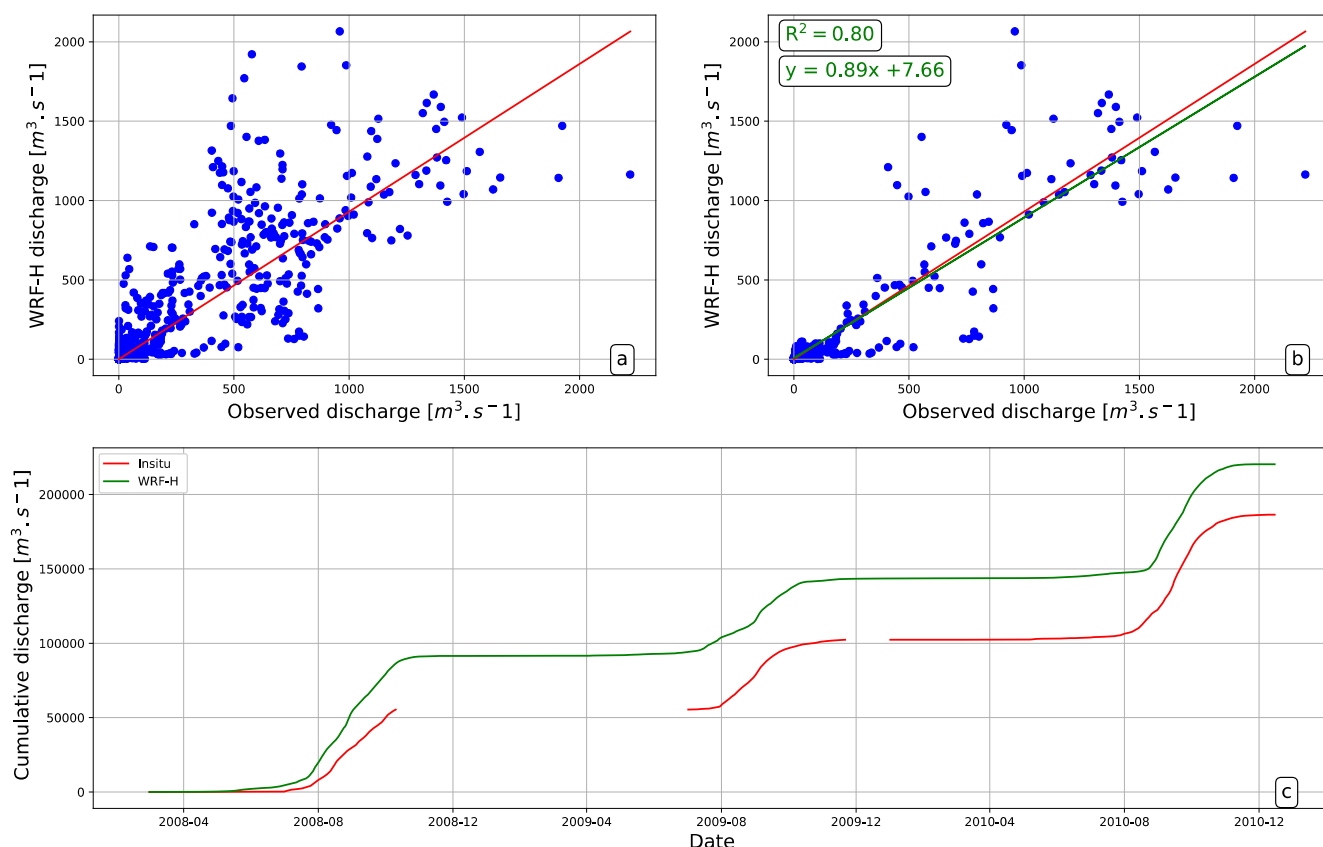 2000
1500
1000
500
0
WRF-H discharge [m³.s−1]
0 500 1000 1500 2000
Observed discharge [m³.s−1]
a
2000
1500
1000
500
0
WRF-H discharge [m³.s−1]
R² = 0.80
y = 0.89x +7.66
0 500 1000 1500 2000
Observed discharge [m³.s−1]
b
Insitu
WRF-H
200000
150000
100000
50000
0
Cumulative discharge [m³.s−1]
c
2008-04 2008-08 2008-12 2009-04 2009-08 2009-12 2010-04 2010-08 2010-12
Date